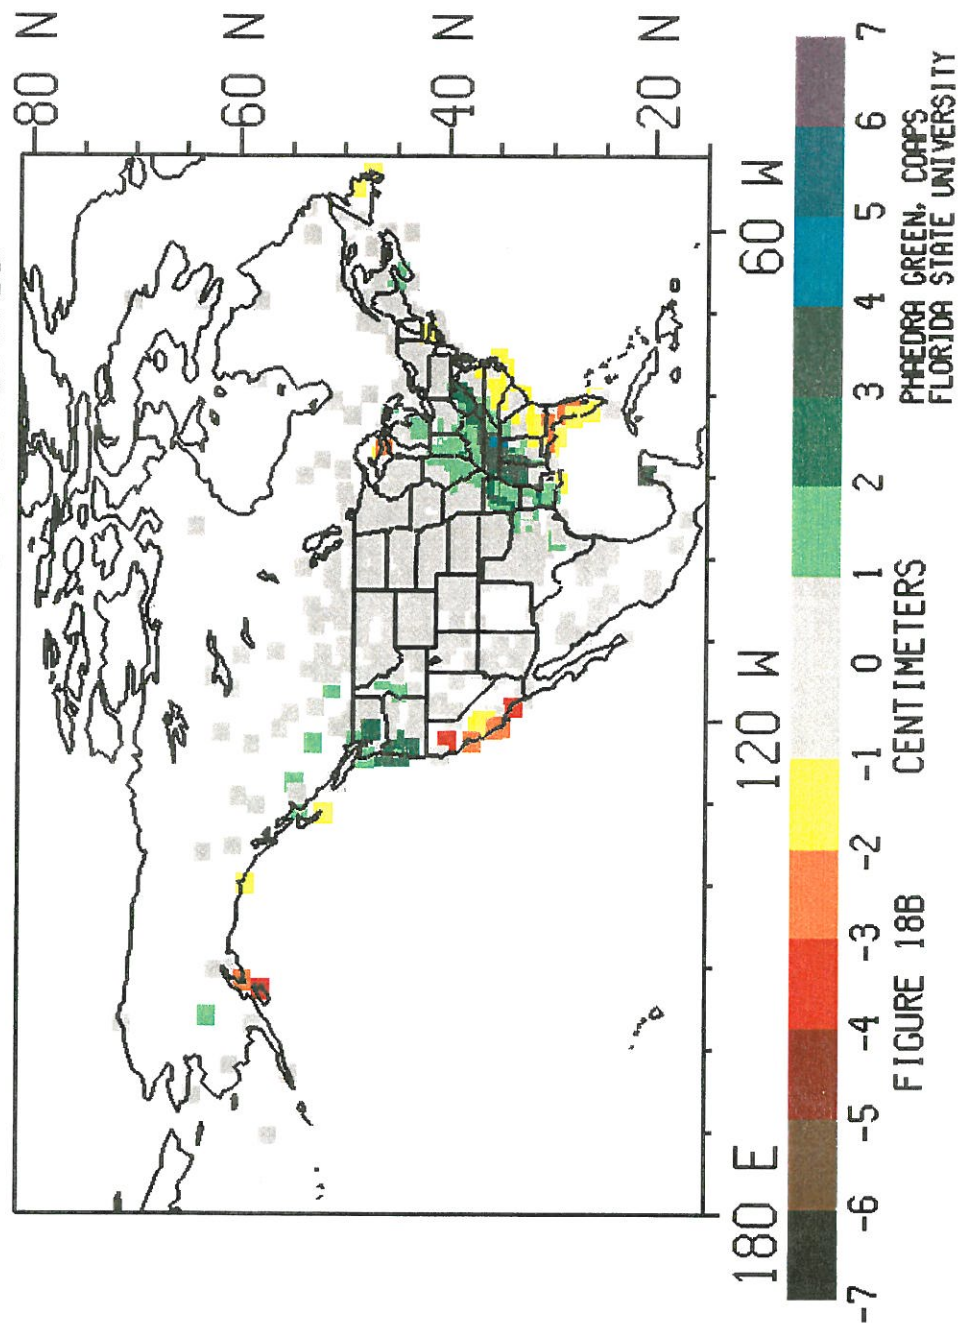 80 N
60 N
40 N
20 N
180 E
120 W
60 W
-7 -6 -5 -4 -3 -2 -1 0 1 2 3 4 5 6 7
FIGURE 18B
CENTIMETERS
PHAEDRA GREEN, COAPS
FLORIDA STATE UNIVERSITY